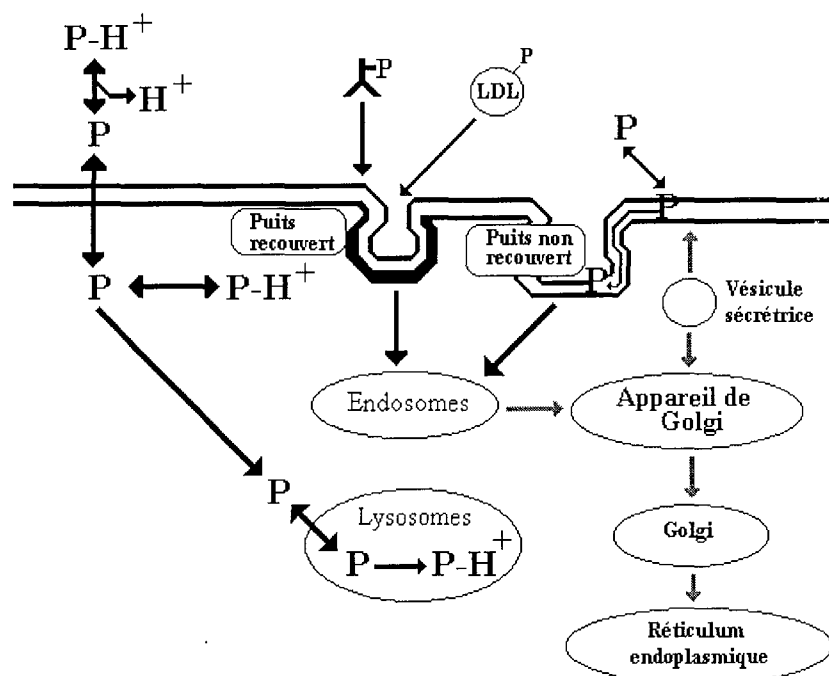 P-H+
H+
P
P
LDL
P
P
P
Puits
recouvert
Puits non
recouvert
P
P
P-H+
Vésicule
sécrétrice
Endosomes
Appareil de
Golgi
P
Lysosomes
P
P-H+
Golgi
Réticulum
endoplasmique